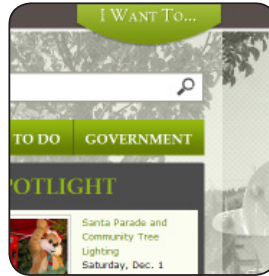 I WANT TO...
TO DO GOVERNMENT
POTLIGHT
Santa Parade and
Community Tree
Lighting
Saturday, Dec. 1